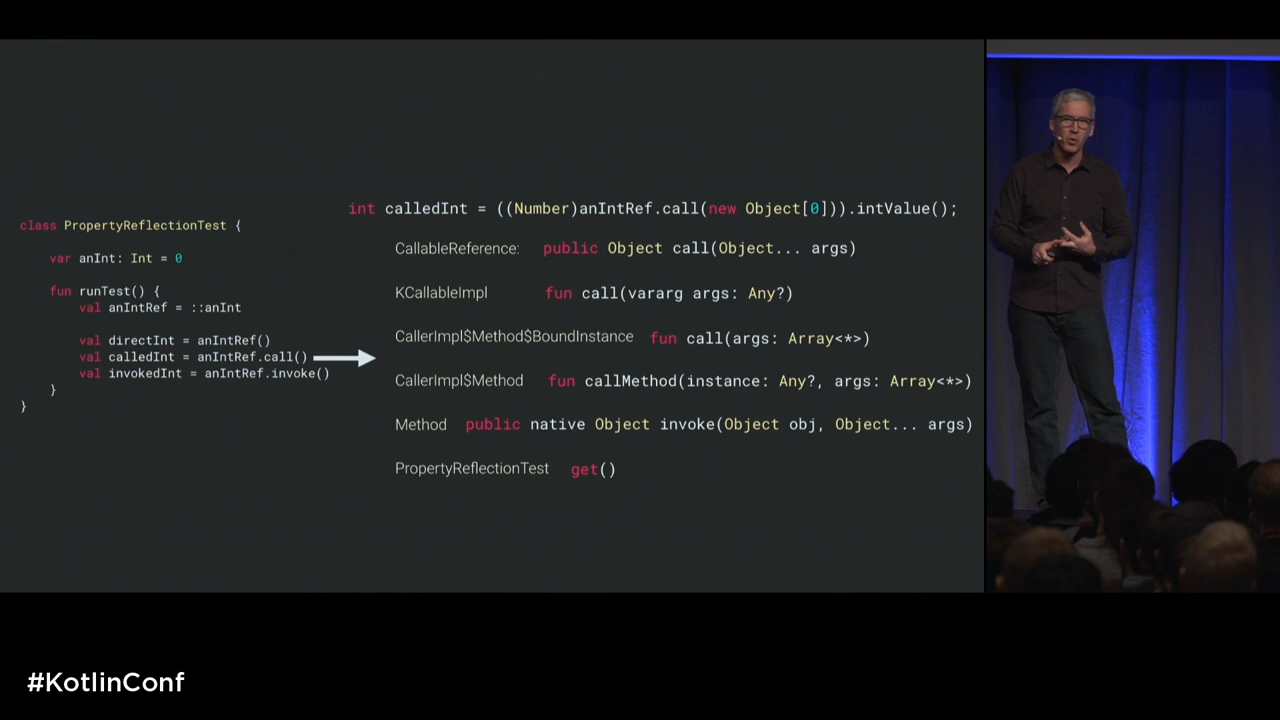 class PropertyReflectionTest {
var anInt: Int = 0
fun runTest() {
val anIntRef = ::anInt
val directInt = anIntRef()
val calledInt = anIntRef.call()
val invokedInt = anIntRef.invoke()
}
}
int calledInt = ((Number)anIntRef.call(new Object[0])).intValue();
CallableReference: public Object call(Object... args)
KCallableImpl fun call(vararg args: Any?)
CallerImpl$Method$BoundInstance fun call(args: Array<*>)
CallerImpl$Method fun callMethod(instance: Any?, args: Array<*>)
Method public native Object invoke(Object obj, Object... args)
PropertyReflectionTest get()
#KotlinConf